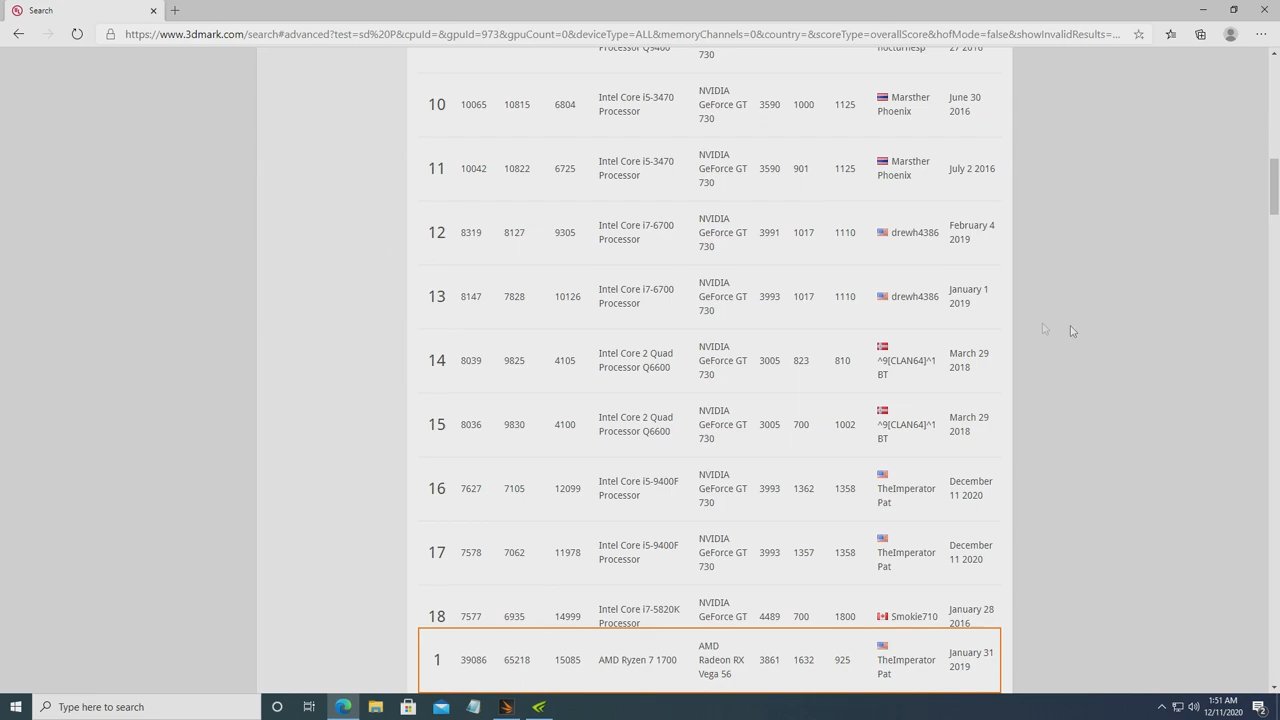 Search
https://www.3dmark.com/search#advanced?test=sd%20P&cpuId=&gpuId=973&gpuCount=0&deviceType=ALL&memoryChannels=0&country=&scoreType=overallScore&hofMode=false&showInvalidResults=...
Processor Q9400 730 nocturnesp 27 2016
10 10065 10815 6804 Intel Core i5-3470 Processor NVIDIA GeForce GT 730 3590 1000 1125 Marsther Phoenix June 30 2016
11 10042 10822 6725 Intel Core i5-3470 Processor NVIDIA GeForce GT 730 3590 901 1125 Marsther Phoenix July 2 2016
12 8319 8127 9305 Intel Core i7-6700 Processor NVIDIA GeForce GT 730 3991 1017 1110 drewh4386 February 4 2019
13 8147 7828 10126 Intel Core i7-6700 Processor NVIDIA GeForce GT 730 3993 1017 1110 drewh4386 January 1 2019
14 8039 9825 4105 Intel Core 2 Quad Processor Q6600 NVIDIA GeForce GT 730 3005 823 810 ^9[CLAN64]^1 BT March 29 2018
15 8036 9830 4100 Intel Core 2 Quad Processor Q6600 NVIDIA GeForce GT 730 3005 700 1002 ^9[CLAN64]^1 BT March 29 2018
16 7627 7105 12099 Intel Core i5-9400F Processor NVIDIA GeForce GT 730 3993 1362 1358 TheImperator Pat December 11 2020
17 7578 7062 11978 Intel Core i5-9400F Processor NVIDIA GeForce GT 730 3993 1357 1358 TheImperator Pat December 11 2020
18 7577 6935 14999 Intel Core i7-5820K Processor NVIDIA GeForce GT 4489 700 1800 Smokie710 January 28 2016
1 39086 65218 15085 AMD Ryzen 7 1700 AMD Radeon RX Vega 56 3861 1632 925 TheImperator Pat January 31 2019
Type here to search
1:51 AM
12/11/2020
2